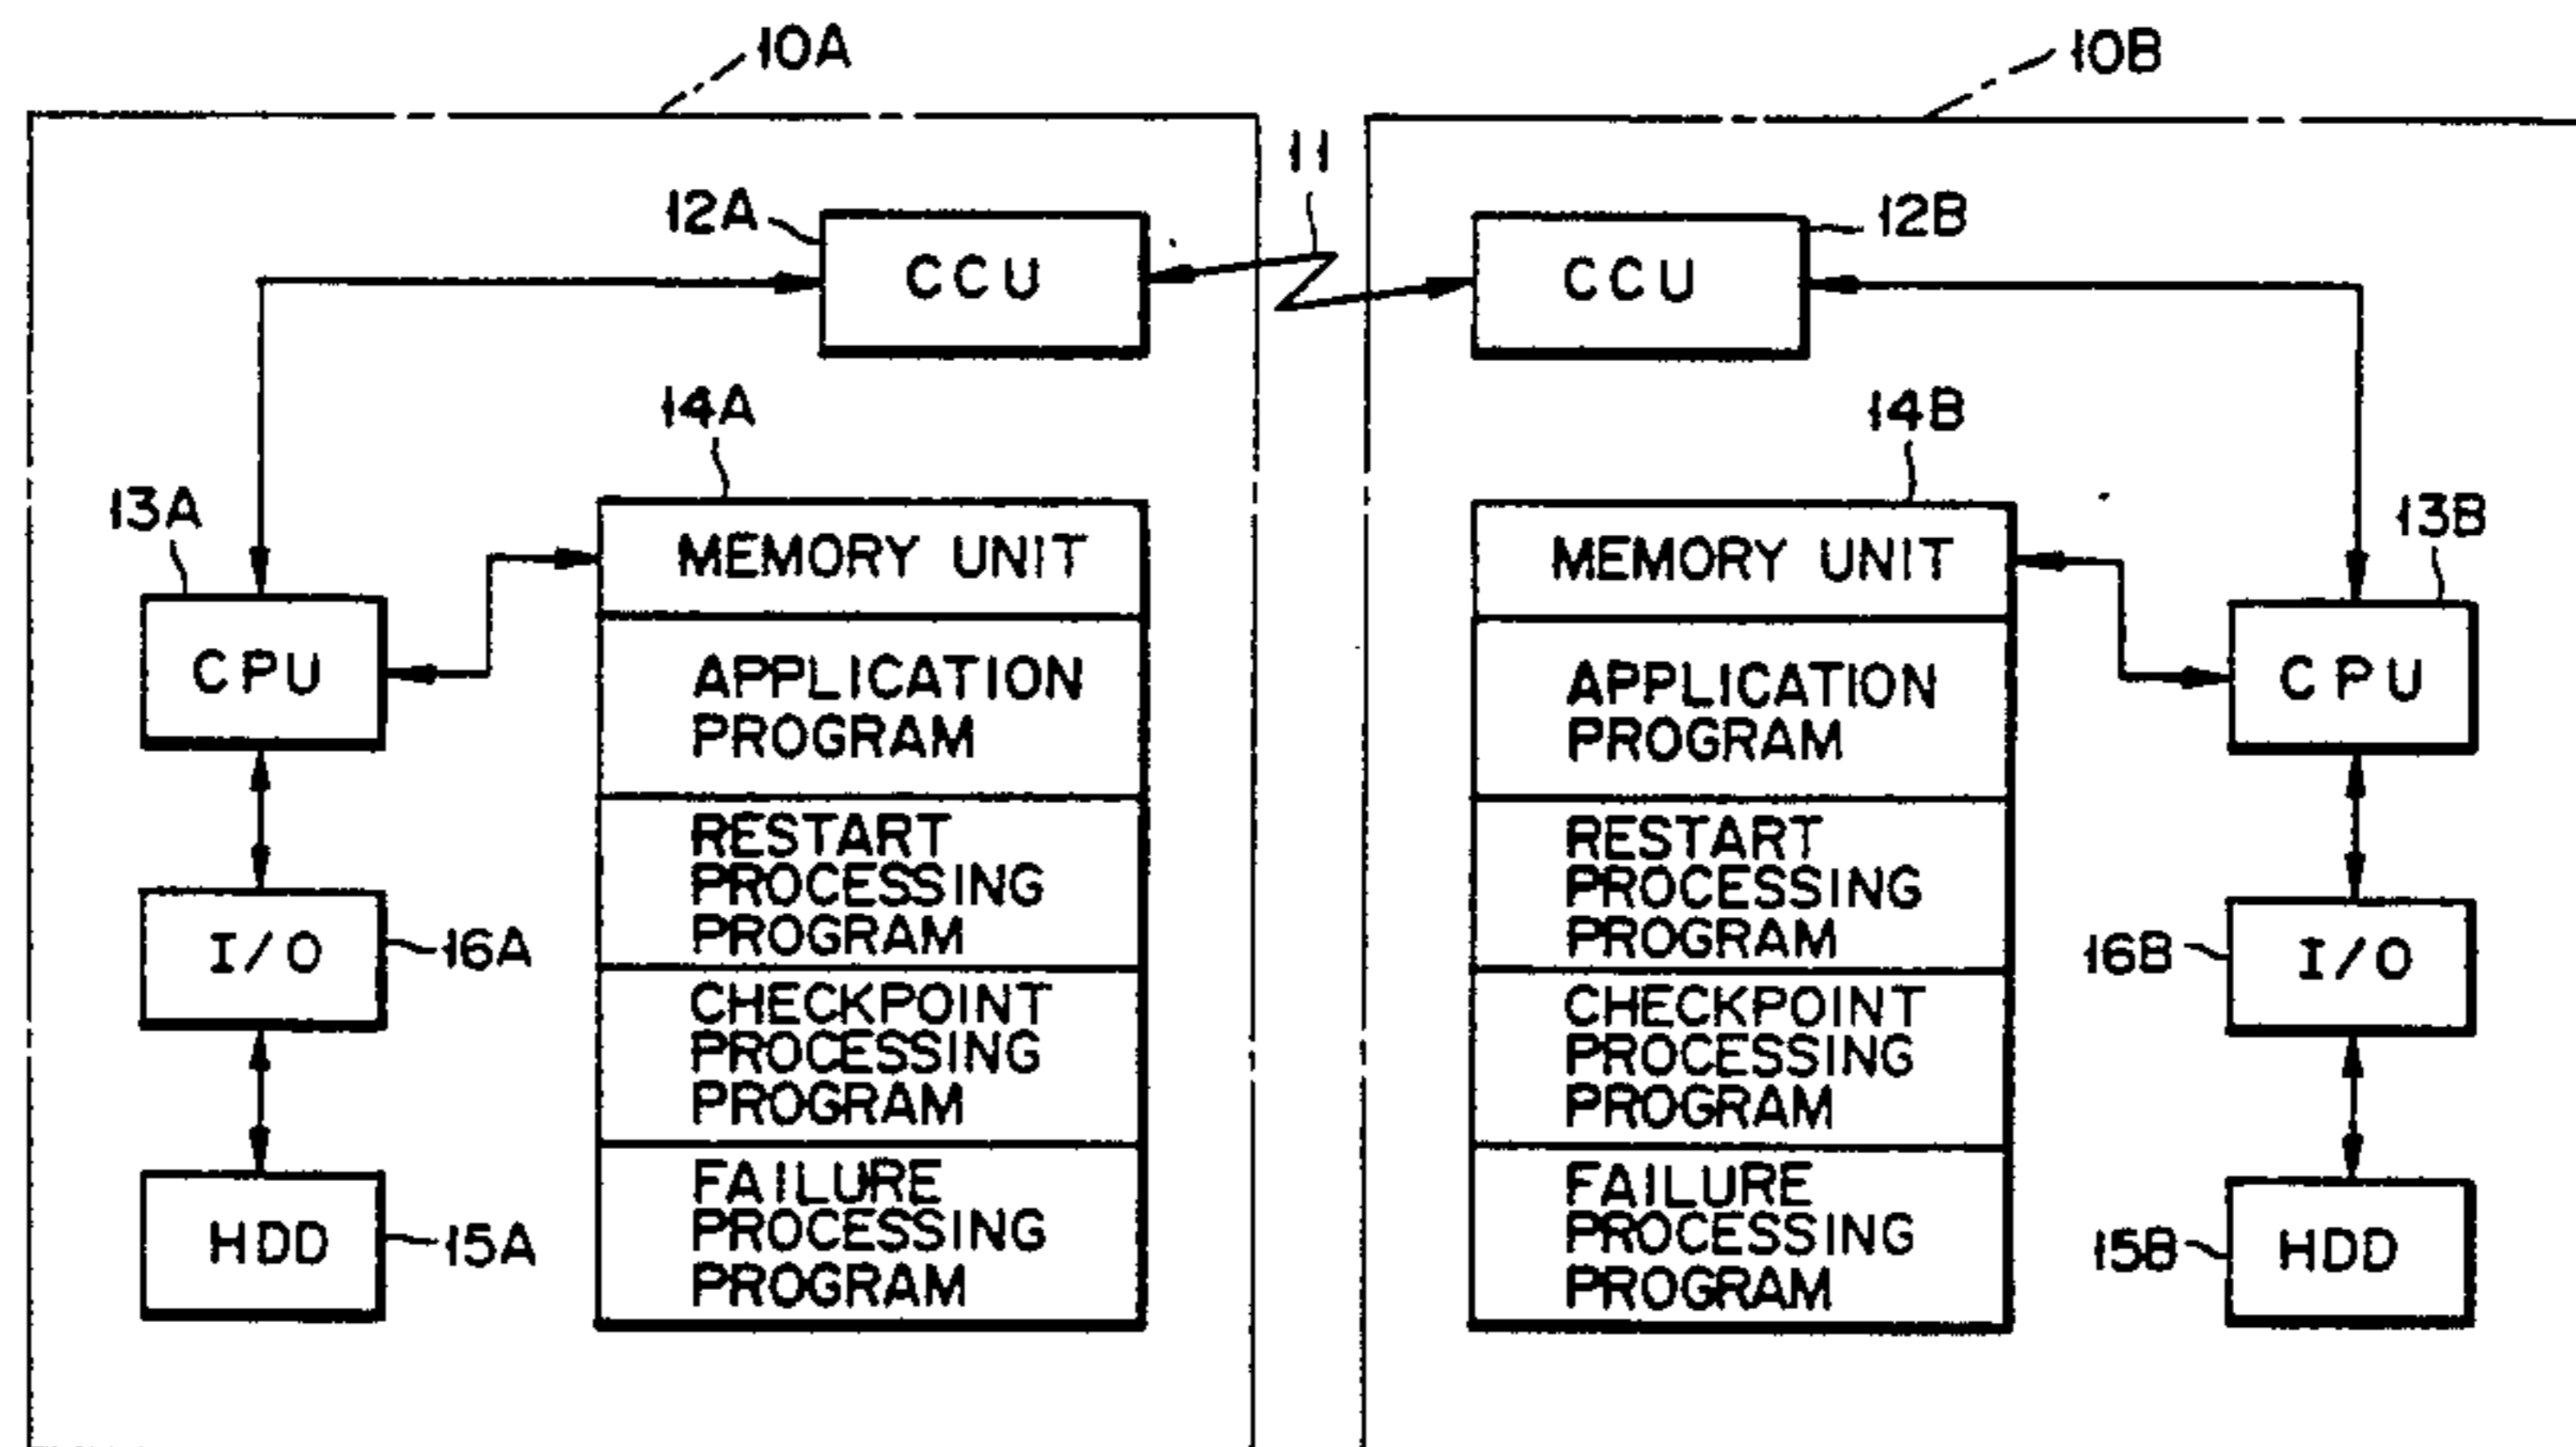 10A
10B
11
12A
CCU
CCU
12B
14A
14B
13A
MEMORY UNIT
MEMORY UNIT
13B
CPU
APPLICATION
PROGRAM
APPLICATION
PROGRAM
CPU
RESTART
PROCESSING
PROGRAM
RESTART
PROCESSING
PROGRAM
I/O
16A
16B
I/O
CHECKPOINT
PROCESSING
PROGRAM
CHECKPOINT
PROCESSING
PROGRAM
HDD
15A
FAILURE
PROCESSING
PROGRAM
FAILURE
PROCESSING
PROGRAM
15B
HDD